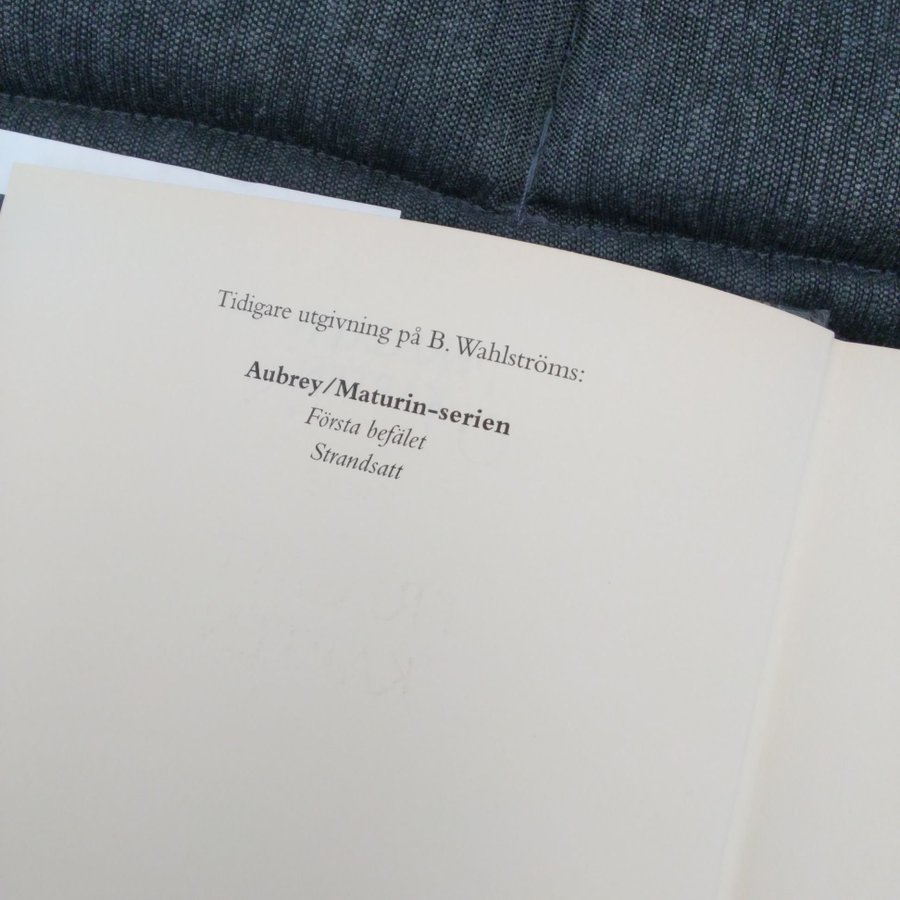 Tidigare utgivning på B. Wahlströms:
Aubrey/Maturin-serien
Första befälet
Strandsatt